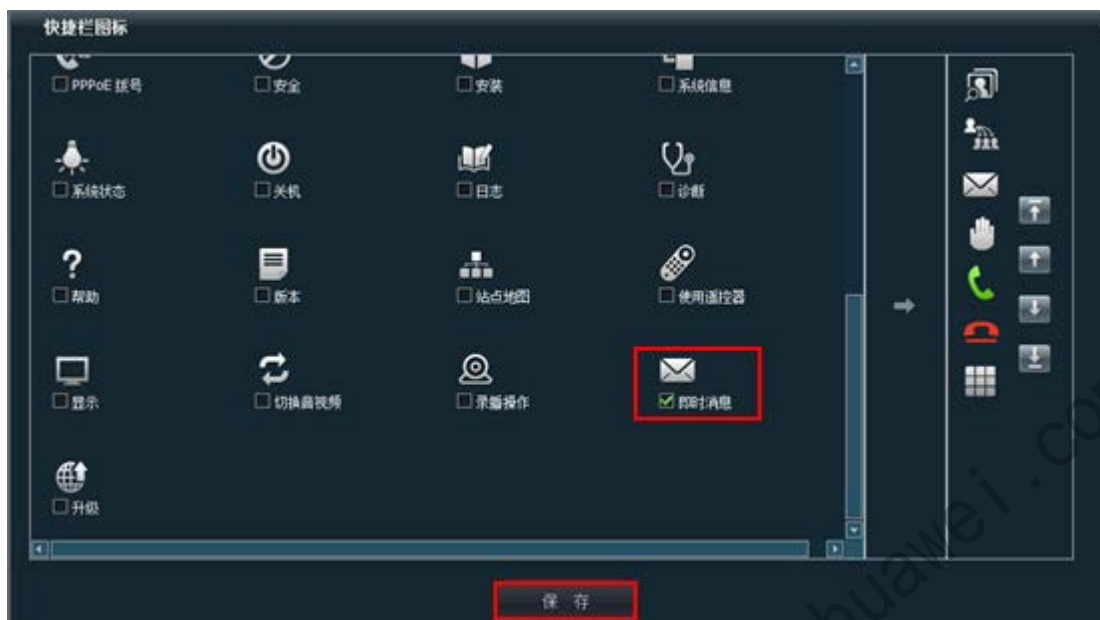 快捷栏图标
PPPoE 拨号
安全
安装
系统信息
系统状态
关机
日志
诊断
帮助
版本
站点地图
使用遥控器
显示
切换音视频
录播操作
即时消息
升级
保 存
huawei.co